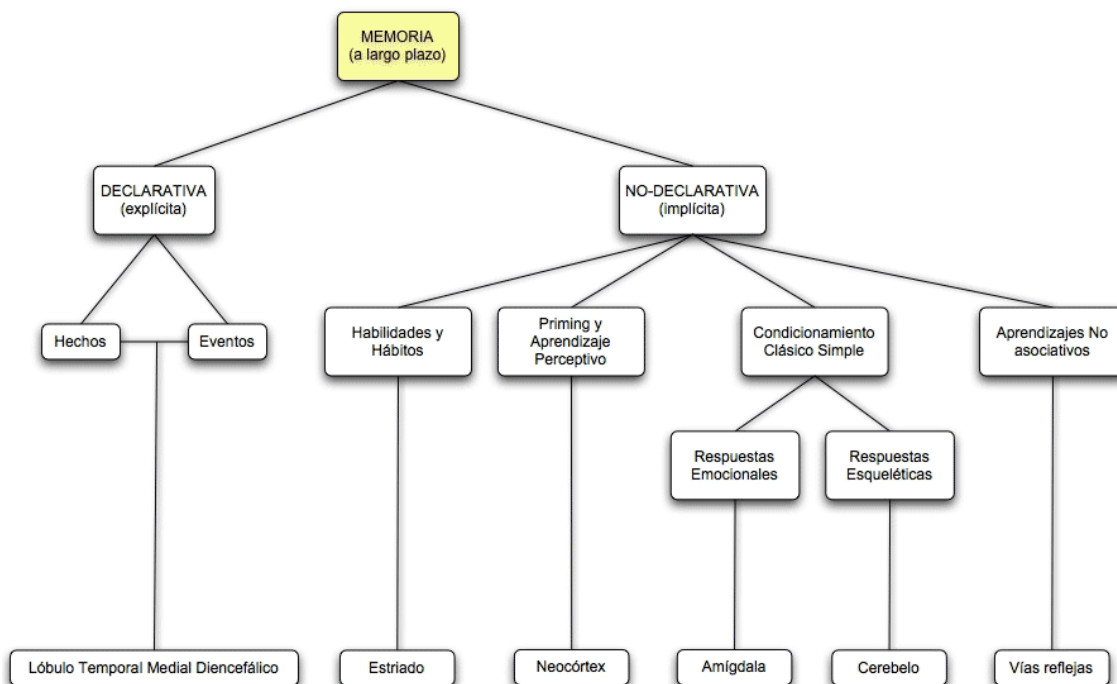 MEMORIA
(a largo plazo)
DECLARATIVA
(explícita)
NO-DECLARATIVA
(implícita)
Hechos
Eventos
Habilidades y
Hábitos
Priming y
Aprendizaje
Perceptivo
Condicionamiento
Clásico Simple
Aprendizajes No
asociativos
Respuestas
Emocionales
Respuestas
Esqueléticas
Lóbulo Temporal Medial Diencefálico
Estriado
Neocórtex
Amígdala
Cerebelo
Vías reflejas